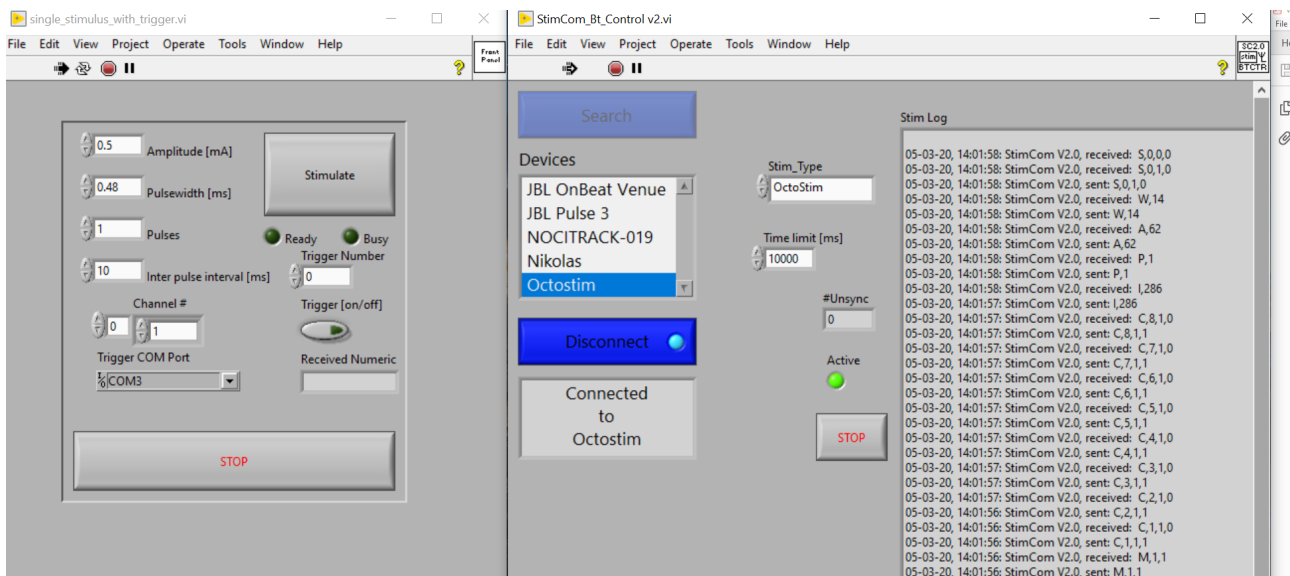 single_stimulus_with_trigger.vi
File Edit View Project Operate Tools Window Help
Front
Panel
0.5
Amplitude [mA]
0.48
Pulsewidth [ms]
1
Pulses
10
Inter pulse interval [ms]
Stimulate
Ready
Busy
Trigger Number
0
Channel #
0
1
Trigger [on/off]
Trigger COM Port
COM3
Received Numeric
STOP
StimCom_Bt_Control v2.vi
File Edit View Project Operate Tools Window Help
SC2.0
stim
BTCTR
Search
Devices
JBL OnBeat Venue
JBL Pulse 3
NOCITRACK-019
Nikolas
Octostim
Disconnect
Connected
to
Octostim
Stim_Type
OctoStim
Time limit [ms]
10000
#Unsync
0
Active
STOP
Stim Log
05-03-20, 14:01:58: StimCom V2.0, received: S,0,0,0
05-03-20, 14:01:58: StimCom V2.0, received: S,0,1,0
05-03-20, 14:01:58: StimCom V2.0, sent: S,0,1,0
05-03-20, 14:01:58: StimCom V2.0, received: W,14
05-03-20, 14:01:58: StimCom V2.0, sent: W,14
05-03-20, 14:01:58: StimCom V2.0, received: A,62
05-03-20, 14:01:58: StimCom V2.0, sent: A,62
05-03-20, 14:01:58: StimCom V2.0, received: P,1
05-03-20, 14:01:58: StimCom V2.0, sent: P,1
05-03-20, 14:01:58: StimCom V2.0, received: I,286
05-03-20, 14:01:57: StimCom V2.0, sent: I,286
05-03-20, 14:01:57: StimCom V2.0, received: C,8,1,0
05-03-20, 14:01:57: StimCom V2.0, sent: C,8,1,1
05-03-20, 14:01:57: StimCom V2.0, received: C,7,1,0
05-03-20, 14:01:57: StimCom V2.0, sent: C,7,1,1
05-03-20, 14:01:57: StimCom V2.0, received: C,6,1,0
05-03-20, 14:01:57: StimCom V2.0, sent: C,6,1,1
05-03-20, 14:01:57: StimCom V2.0, received: C,5,1,0
05-03-20, 14:01:57: StimCom V2.0, sent: C,5,1,1
05-03-20, 14:01:57: StimCom V2.0, received: C,4,1,0
05-03-20, 14:01:57: StimCom V2.0, sent: C,4,1,1
05-03-20, 14:01:57: StimCom V2.0, received: C,3,1,0
05-03-20, 14:01:57: StimCom V2.0, sent: C,3,1,1
05-03-20, 14:01:57: StimCom V2.0, received: C,2,1,0
05-03-20, 14:01:56: StimCom V2.0, sent: C,2,1,1
05-03-20, 14:01:56: StimCom V2.0, received: C,1,1,0
05-03-20, 14:01:56: StimCom V2.0, sent: C,1,1,1
05-03-20, 14:01:56: StimCom V2.0, received: M,1,1
05-03-20, 14:01:56: StimCom V2.0, sent: M,1,1
File